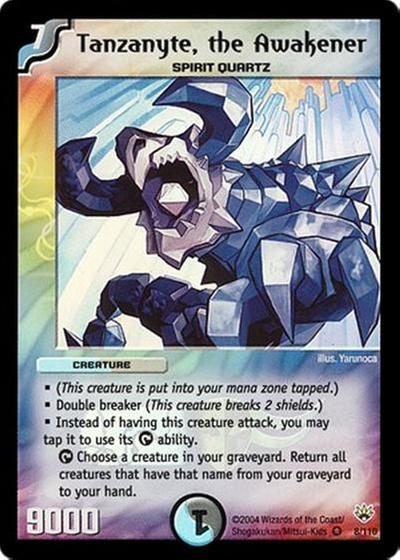 7
Tanzanyte, the Awakener
SPIRIT QUARTZ
illus. Yarunoca
CREATURE
▪ (This creature is put into your mana zone tapped.)
▪ Double breaker (This creature breaks 2 shields.)
▪ Instead of having this creature attack, you may
tap it to use its ability.
Choose a creature in your graveyard. Return all
creatures that have that name from your graveyard
to your hand.
9000
1
©2004 Wizards of the Coast/
Shogakukan/Mitsui-Kids 8/110